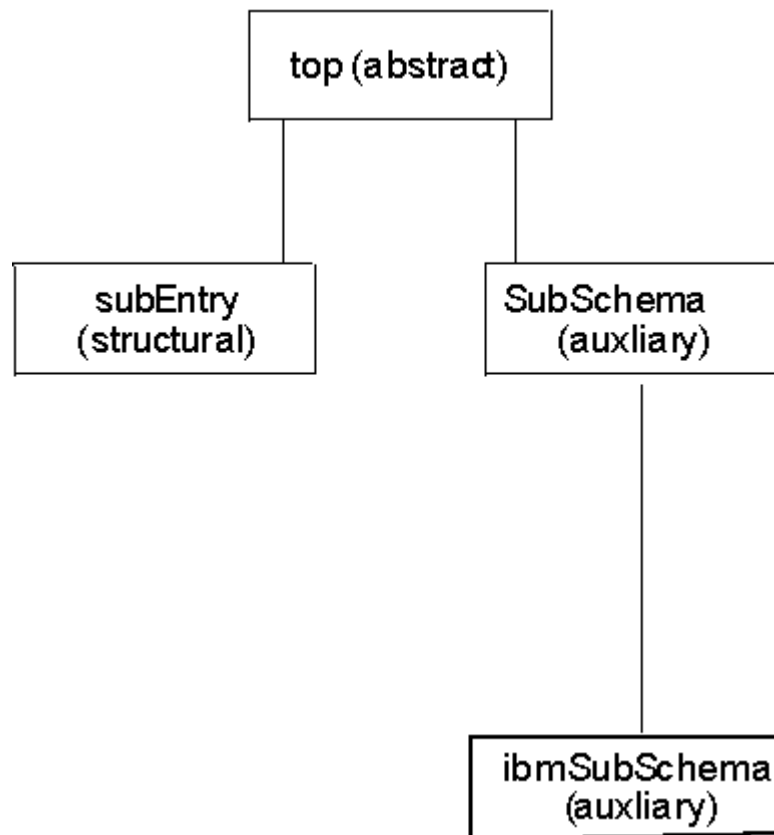 top (abstract)
subEntry
(structural)
SubSchema
(auxliary)
ibmSubSchema
(auxliary)